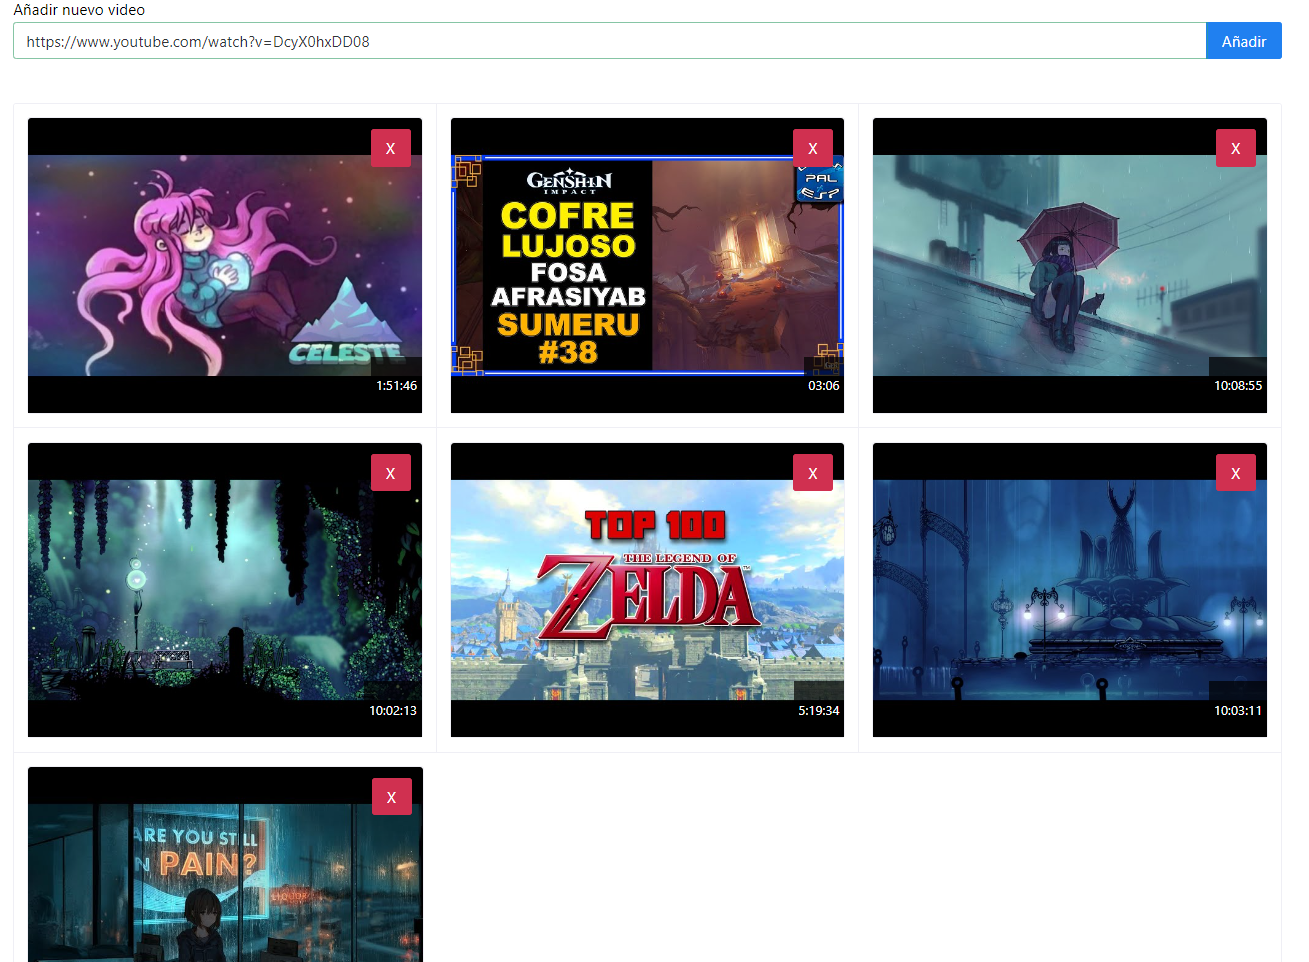 Añadir nuevo video
https://www.youtube.com/watch?v=DcyX0hxDD08
Añadir
X
CELESTE
1:51:46
X
GENSHIN
IMPACT
PAL
ESP
COFRE
LUJOSO
FOSA
AFRASIYAB
SUMERU
#38
03:06
X
10:08:55
X
10:02:13
X
TOP 100
THE LEGEND OF
ZELDA
5:19:34
X
10:03:11
X
ARE YOU STILL
IN PAIN?
LIQUOR